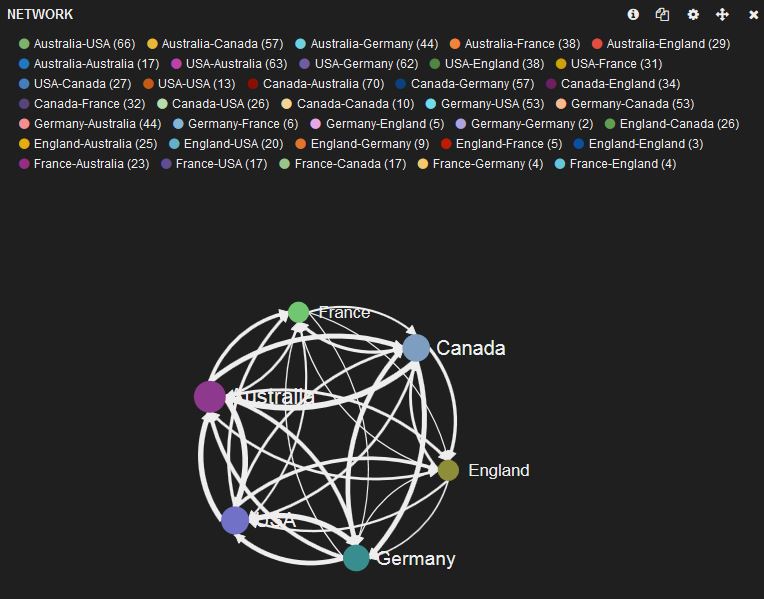 NETWORK
Australia-USA (66) Australia-Canada (57) Australia-Germany (44) Australia-France (38) Australia-England (29)
Australia-Australia (17) USA-Australia (63) USA-Germany (62) USA-England (38) USA-France (31)
USA-Canada (27) USA-USA (13) Canada-Australia (70) Canada-Germany (57) Canada-England (34)
Canada-France (32) Canada-USA (26) Canada-Canada (10) Germany-USA (53) Germany-Canada (53)
Germany-Australia (44) Germany-France (6) Germany-England (5) Germany-Germany (2) England-Canada (26)
England-Australia (25) England-USA (20) England-Germany (9) England-France (5) England-England (3)
France-Australia (23) France-USA (17) France-Canada (17) France-Germany (4) France-England (4)
France
Canada
Australia
England
USA
Germany